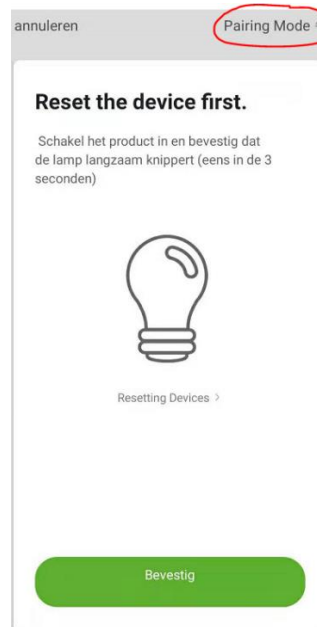 annuleren
Pairing Mode
Reset the device first.
Schakel het product in en bevestig dat
de lamp langzaam knippert (eens in de 3
seconden)
Resetting Devices >
Bevestig